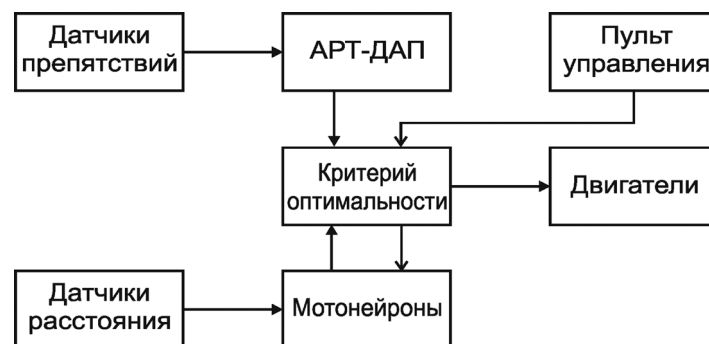 Датчики
препятствий
АРТ-ДАП
Пульт
управления
Критерий
оптимальности
Двигатели
Датчики
расстояния
Мотонейроны